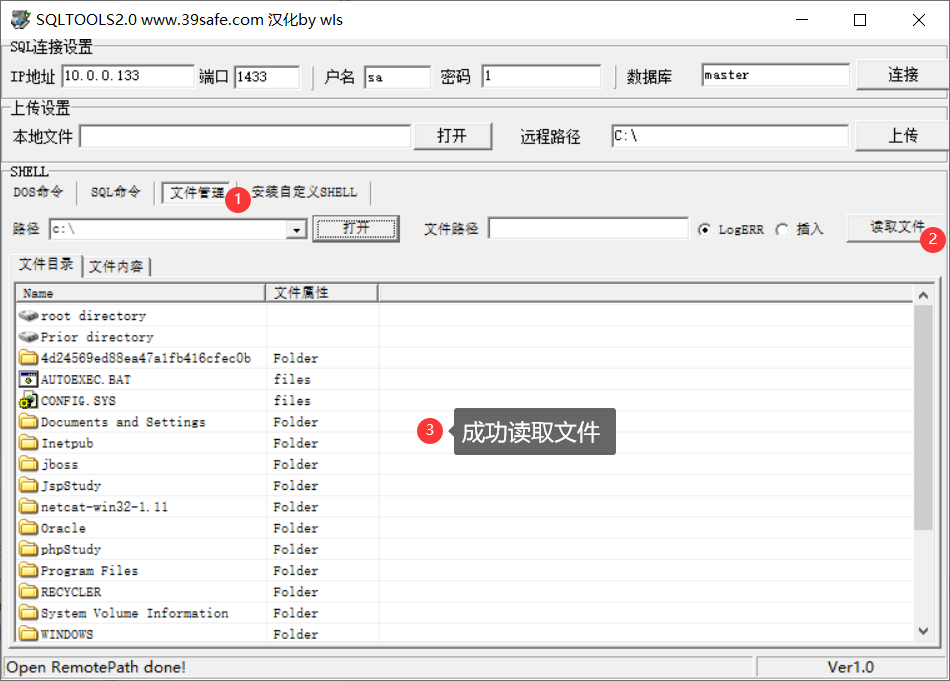 SQLTOOLS2.0 www.39safe.com 汉化by wls
SQL连接设置
IP地址 10.0.0.133 端口 1433 户名 sa 密码 1 数据库 master 连接
上传设置
本地文件 打开 远程路径 C:\ 上传
SHELL
DOS命令 SQL命令 文件管理 1 安装自定义SHELL
路径 c:\ 打开 文件路径 LogERR 插入 读取文件 2
文件目录 文件内容
Name 文件属性
root directory
Prior directory
4d24569ed88ea47a1fb416cfec0b Folder
AUTOEXEC.BAT files
CONFIG.SYS files
Documents and Settings Folder
3 成功读取文件
Inetpub Folder
jboss Folder
JspStudy Folder
netcat-win32-1.11 Folder
Oracle Folder
phpStudy Folder
Program Files Folder
RECYCLER Folder
System Volume Information Folder
WINDOWS Folder
Open RemotePath done! Ver1.0